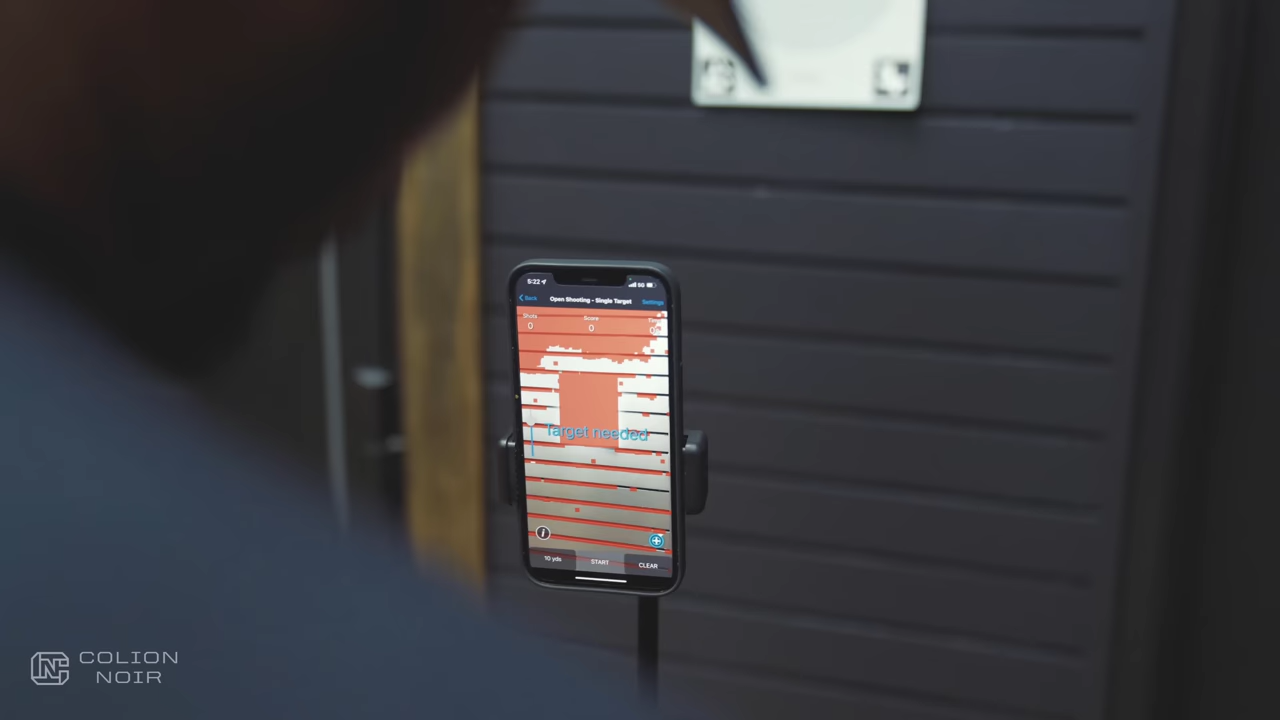 5:22
5G
Back
Open Shooting - Single Target
Settings
Shots
Score
0
0
Target needed
i
10 yds
START
CLEAR
COLION
NOIR